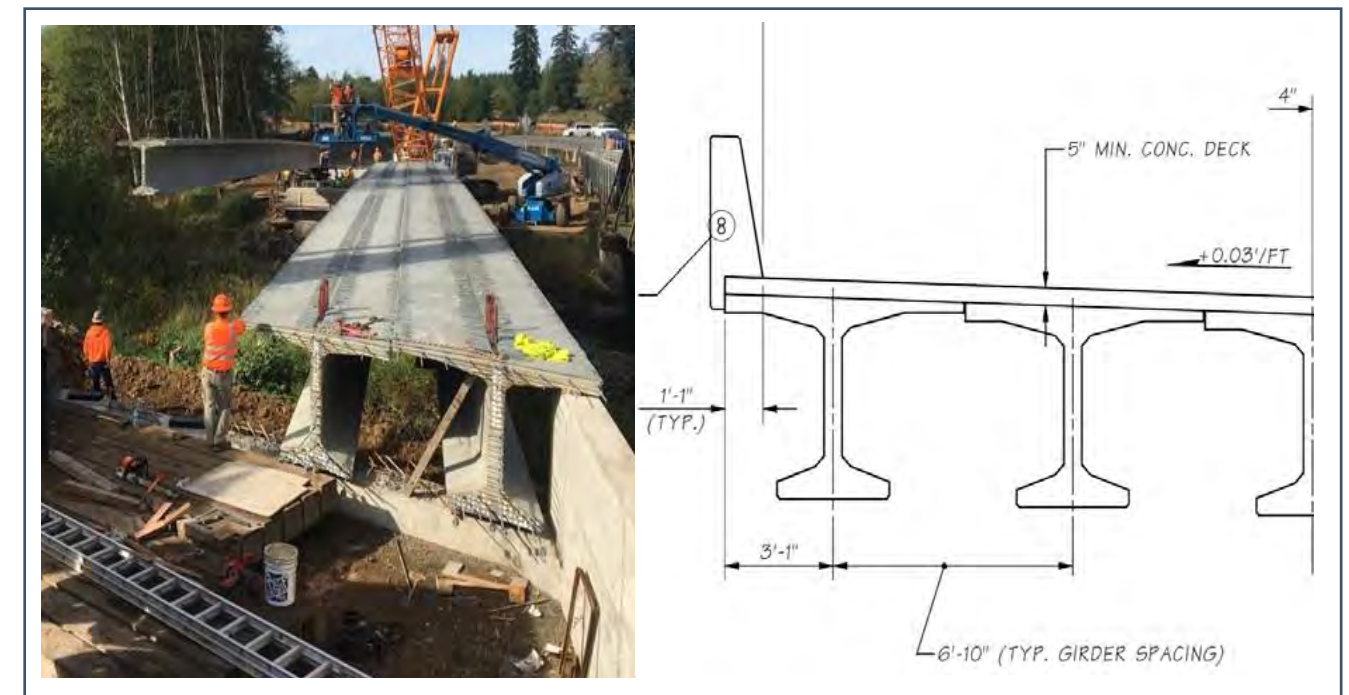 4"
5" MIN. CONC. DECK
8
+0.03'/FT
1'-1"
(TYP.)
3'-1"
6'-10" (TYP. GIRDER SPACING)